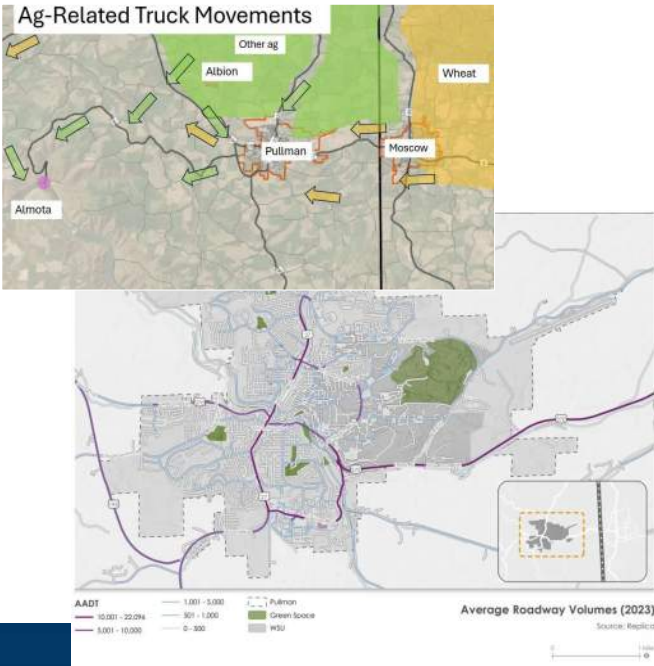 Ag-Related Truck Movements
Other ag
Albion
Wheat
Pullman
Moscow
Almota
AADT
10,001 - 22,096
5,001 - 10,000
1,001 - 5,000
501 - 1,000
0 - 500
Pullman
Green Space
WSU
Average Roadway Volumes (2023)
Source: Replica